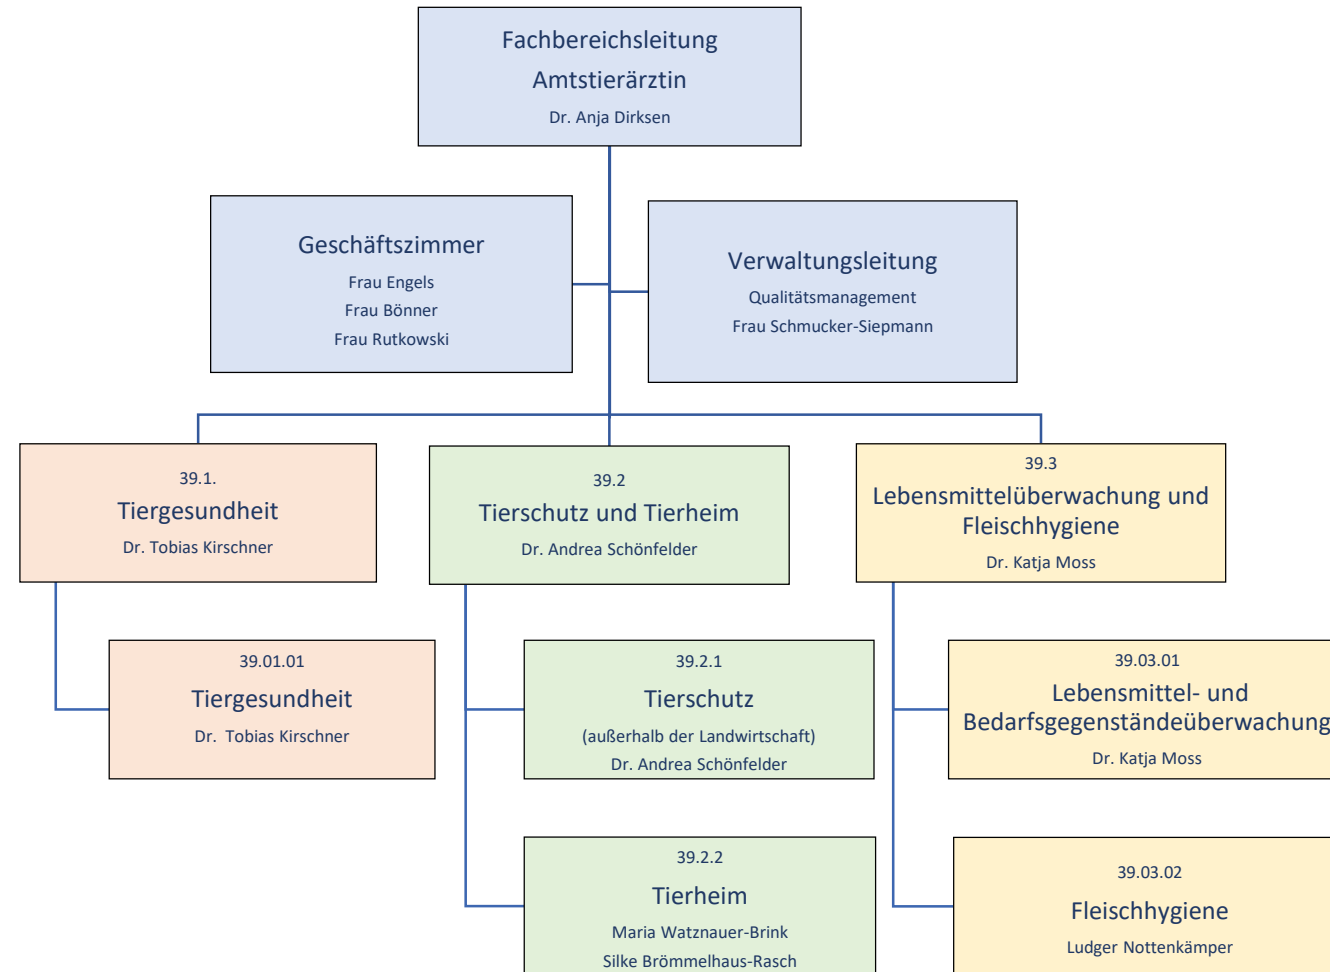 Fachbereichsleitung
Amtstierärztin
Dr. Anja Dirksen
Geschäftszimmer
Frau Engels
Frau Bönner
Frau Rutkowski
Verwaltungsleitung
Qualitätsmanagement
Frau Schmucker-Siepmann
39.1.
Tiergesundheit
Dr. Tobias Kirschner
39.2
Tierschutz und Tierheim
Dr. Andrea Schönfelder
39.3
Lebensmittelüberwachung und
Fleischhygiene
Dr. Katja Moss
39.01.01
Tiergesundheit
Dr.  Tobias Kirschner
39.2.1
Tierschutz
(außerhalb der Landwirtschaft)
Dr. Andrea Schönfelder
39.03.01
Lebensmittel- und
Bedarfsgegenständeüberwachung
Dr. Katja Moss
39.2.2
Tierheim
Maria Watznauer-Brink
Silke Brömmelhaus-Rasch
39.03.02
Fleischhygiene
Ludger Nottenkämper